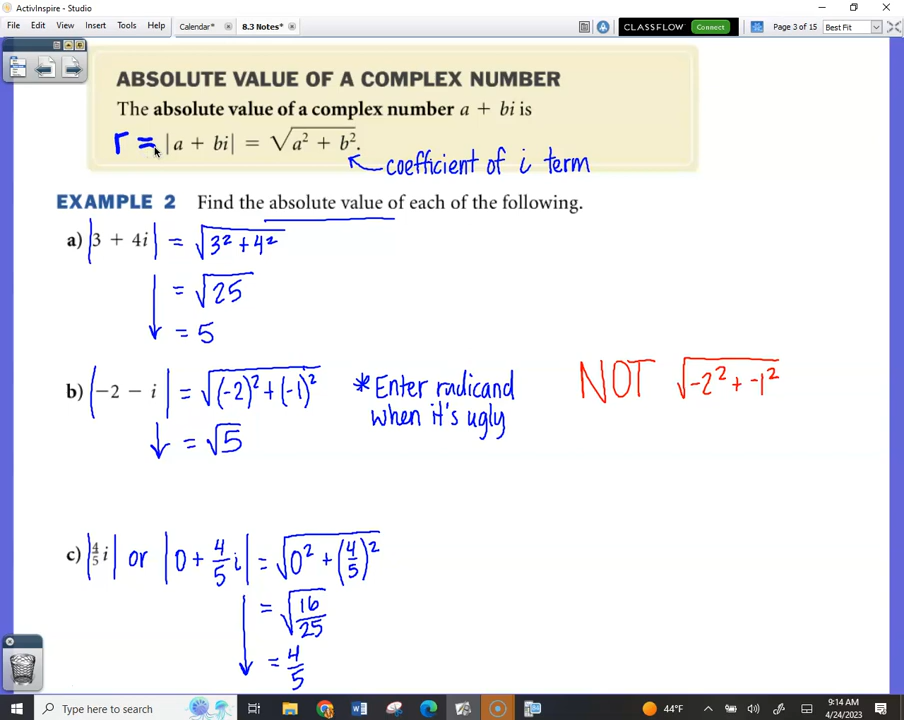 ActivInspire - Studio
File Edit View Insert Tools Help
Calendar* 8.3 Notes*
CLASSFLOW Connect
Page 3 of 15 Best Fit
ABSOLUTE VALUE OF A COMPLEX NUMBER
The absolute value of a complex number a + bi is
r = |a + bi| = √(a² + b²).
coefficient of i term
EXAMPLE 2 Find the absolute value of each of the following.
a) |3 + 4i| = √(3² + 4²)
= √25
= 5
b) |−2 − i| = √((-2)² + (-1)²)
*Enter radicand
when it's ugly
NOT √(-2² + -1²)
= √5
c) |4/5 i| or |0 + 4/5 i| = √(0² + (4/5)²)
= √(16/25)
= 4/5
Type here to search
44°F
9:14 AM
4/24/2023